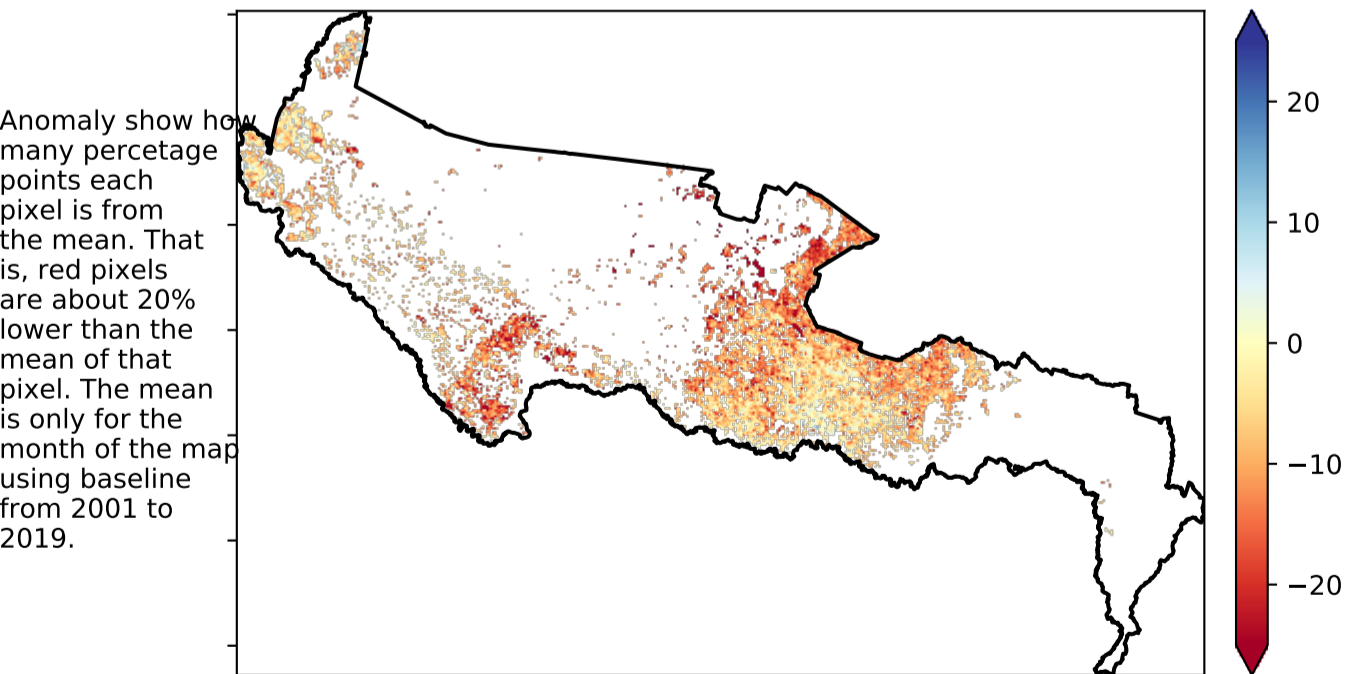 Anomaly show how
many percetage
points each
pixel is from
the mean. That
is, red pixels
are about 20%
lower than the
mean of that
pixel. The mean
is only for the
month of the map
using baseline
from 2001 to
2019.
20
10
0
−10
−20